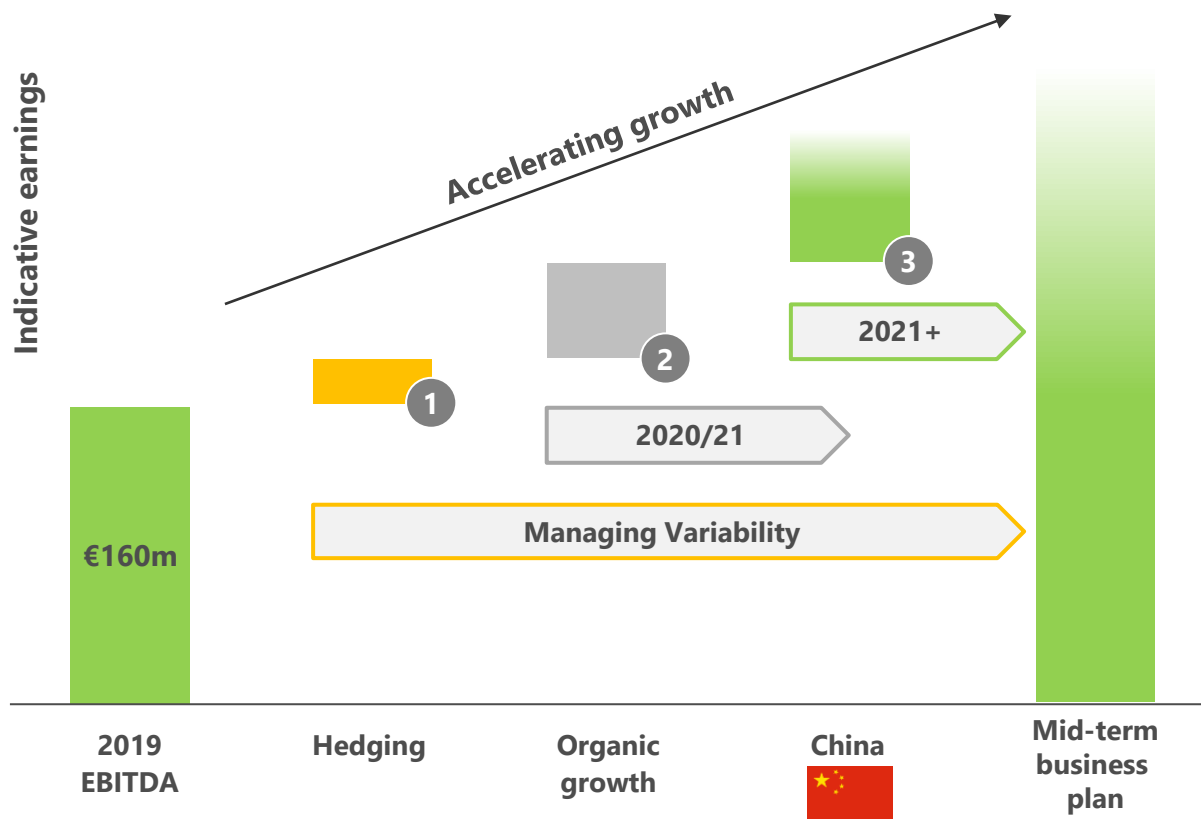 Indicative earnings
Accelerating growth
3
2021+
2
1
2020/21
Managing Variability
€160m
2019
EBITDA
Hedging
Organic
growth
China
Mid-term
business
plan